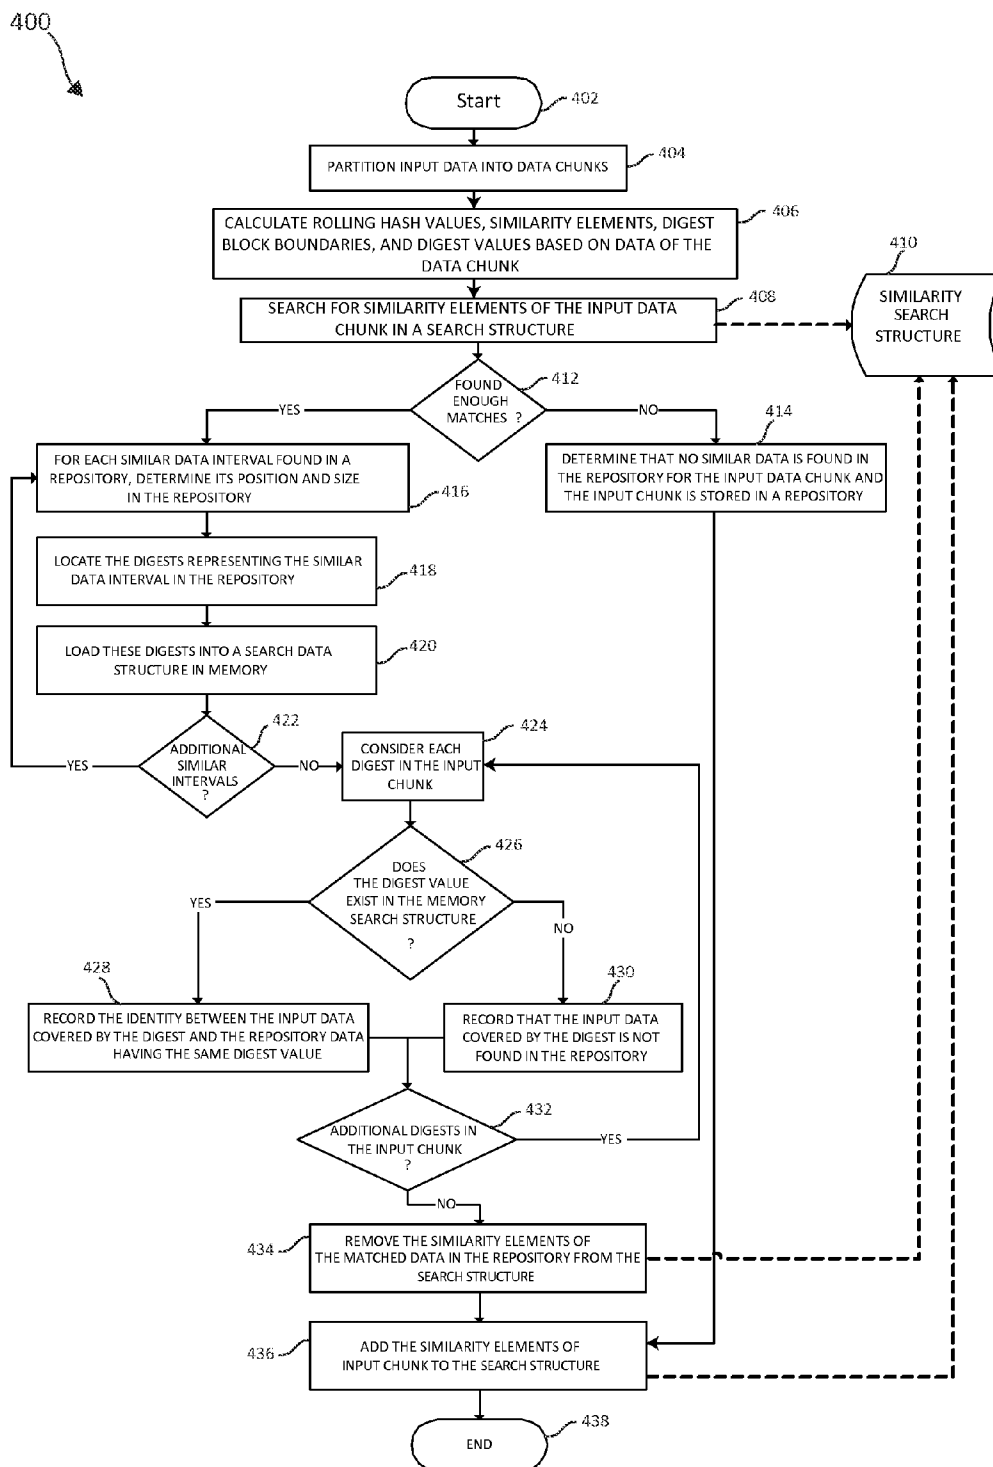 400
Start
402
PARTITION INPUT DATA INTO DATA CHUNKS
404
CALCULATE ROLLING HASH VALUES, SIMILARITY ELEMENTS, DIGEST
BLOCK BOUNDARIES, AND DIGEST VALUES BASED ON DATA OF THE
DATA CHUNK
406
SEARCH FOR SIMILARITY ELEMENTS OF THE INPUT DATA
CHUNK IN A SEARCH STRUCTURE
408
410
SIMILARITY
SEARCH
STRUCTURE
FOUND
ENOUGH
MATCHES ?
412
YES
NO
414
FOR EACH SIMILAR DATA INTERVAL FOUND IN A
REPOSITORY, DETERMINE ITS POSITION AND SIZE
IN THE REPOSITORY
416
DETERMINE THAT NO SIMILAR DATA IS FOUND IN
THE REPOSITORY FOR THE INPUT DATA CHUNK AND
THE INPUT CHUNK IS STORED IN A REPOSITORY
LOCATE THE DIGESTS REPRESENTING THE SIMILAR
DATA INTERVAL IN THE REPOSITORY
418
LOAD THESE DIGESTS INTO A SEARCH DATA
STRUCTURE IN MEMORY
420
ADDITIONAL
SIMILAR
INTERVALS
?
422
YES
NO
424
CONSIDER EACH
DIGEST IN THE INPUT
CHUNK
DOES
THE DIGEST VALUE
EXIST IN THE MEMORY
SEARCH STRUCTURE
?
426
YES
NO
428
RECORD THE IDENTITY BETWEEN THE INPUT DATA
COVERED BY THE DIGEST AND THE REPOSITORY DATA
HAVING THE SAME DIGEST VALUE
430
RECORD THAT THE INPUT DATA
COVERED BY THE DIGEST IS NOT
FOUND IN THE REPOSITORY
ADDITIONAL DIGESTS IN
THE INPUT CHUNK
?
432
YES
NO
434
REMOVE THE SIMILARITY ELEMENTS OF
THE MATCHED DATA IN THE REPOSITORY FROM THE
SEARCH STRUCTURE
436
ADD THE SIMILARITY ELEMENTS OF
INPUT CHUNK TO THE SEARCH STRUCTURE
END
438